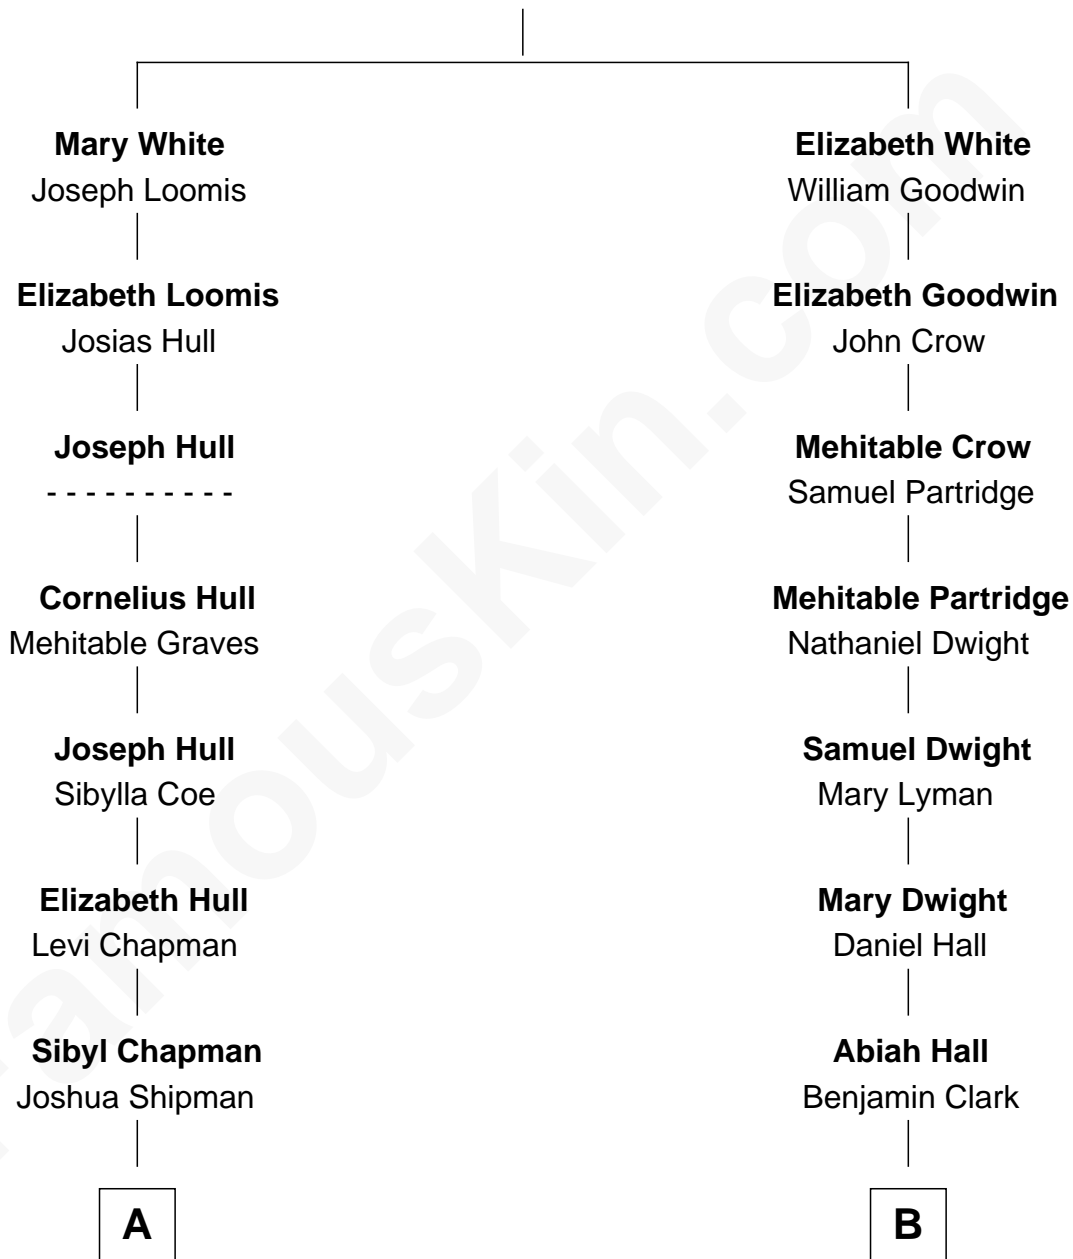 Mary White
Joseph Loomis
Elizabeth Loomis
Josias Hull
Joseph Hull
- - - - - - - - - -
Cornelius Hull
Mehitable Graves
Joseph Hull
Sibylla Coe
Elizabeth Hull
Levi Chapman
Sibyl Chapman
Joshua Shipman
A
Elizabeth White
William Goodwin
Elizabeth Goodwin
John Crow
Mehitable Crow
Samuel Partridge
Mehitable Partridge
Nathaniel Dwight
Samuel Dwight
Mary Lyman
Mary Dwight
Daniel Hall
Abiah Hall
Benjamin Clark
B
FamousKin.com